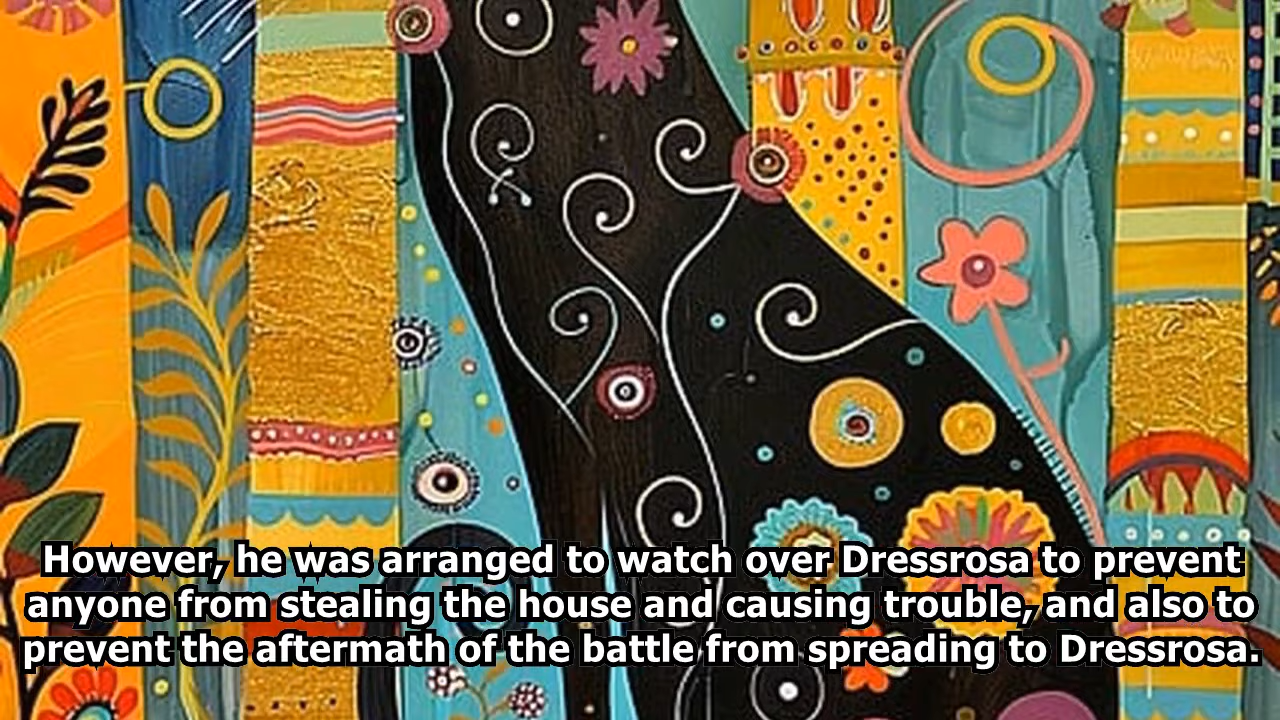 However, he was arranged to watch over Dressrosa to prevent
anyone from stealing the house and causing trouble, and also to
prevent the aftermath of the battle from spreading to Dressrosa.